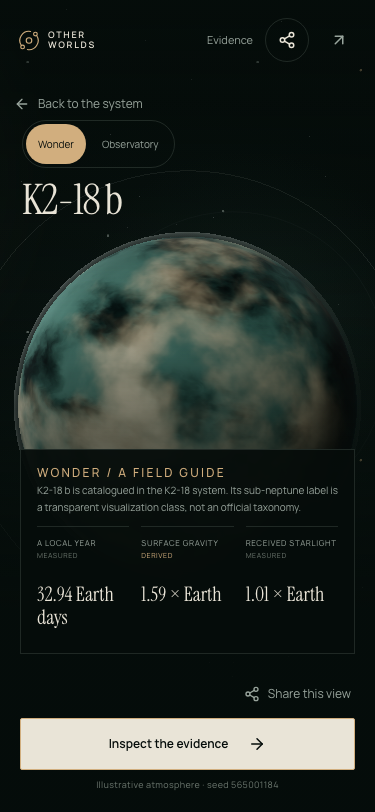 OTHER
WORLDS
Evidence
Back to the system
Wonder
Observatory
K2-18 b
WONDER / A FIELD GUIDE
K2-18 b is catalogued in the K2-18 system. Its sub-neptune label is
a transparent visualization class, not an official taxonomy.
A LOCAL YEAR
MEASURED
32.94 Earth
days
SURFACE GRAVITY
DERIVED
1.59 × Earth
RECEIVED STARLIGHT
MEASURED
1.01 × Earth
Share this view
Inspect the evidence
Illustrative atmosphere · seed 565001184